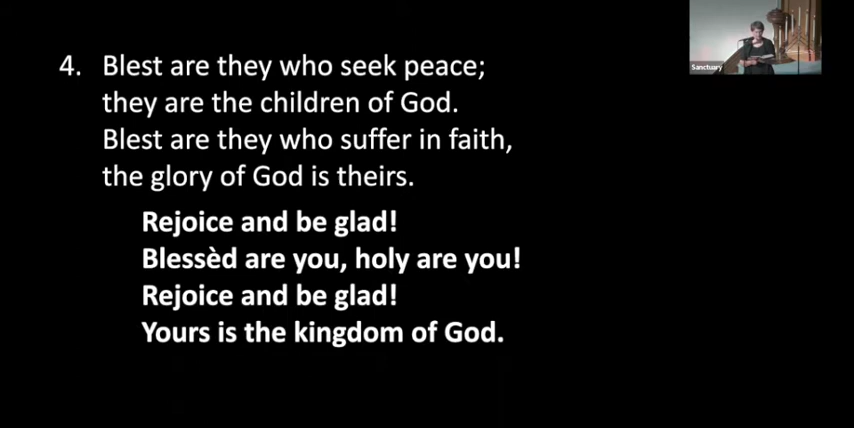 4. Blest are they who seek peace;
they are the children of God.
Blest are they who suffer in faith,
the glory of God is theirs.
Rejoice and be glad!
Blessèd are you, holy are you!
Rejoice and be glad!
Yours is the kingdom of God.
Sanctuary